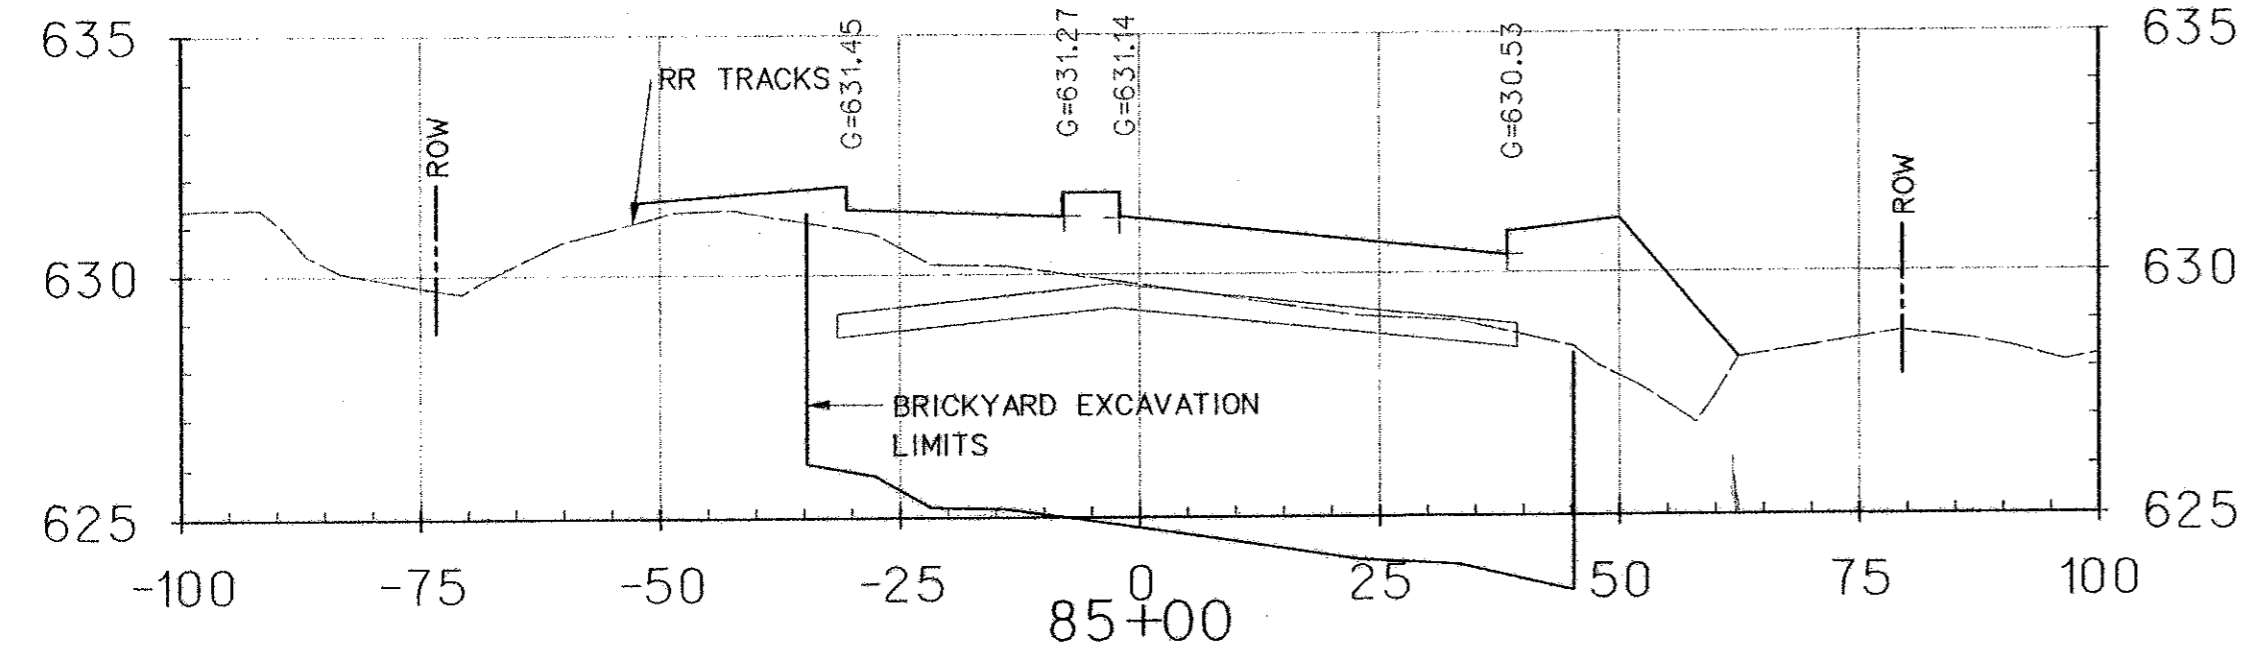 635
635
G=631.45
G=631.27
G=631.14
G=630.53
RR TRACKS
ROW
ROW
630
630
BRICKYARD EXCAVATION
LIMITS
625
625
-100 -75 -50 -25 0 25 50 75 100
85+00